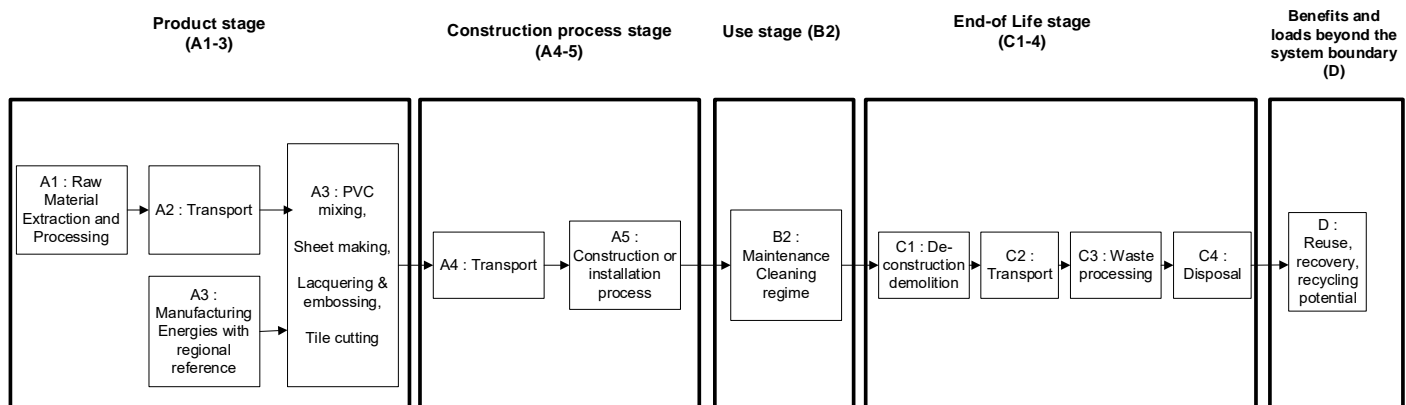 Product stage
(A1-3)
Construction process stage
(A4-5)
Use stage (B2)
End-of Life stage
(C1-4)
Benefits and
loads beyond the
system boundary
(D)
A1 : Raw
Material
Extraction and
Processing
A2 : Transport
A3 :
Manufacturing
Energies with
regional
reference
A3 : PVC
mixing,
Sheet making,
Lacquering &
embossing,
Tile cutting
A4 : Transport
A5 :
Construction or
installation
process
B2 :
Maintenance
Cleaning
regime
C1 : De-
construction
demolition
C2 :
Transport
C3 : Waste
processing
C4 :
Disposal
D :
Reuse,
recovery,
recycling
potential